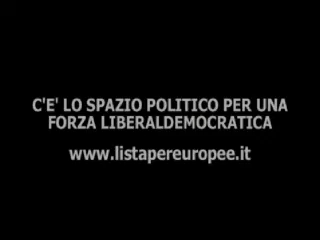 C'E' LO SPAZIO POLITICO PER UNA
FORZA LIBERALDEMOCRATICA
www.listapereuropee.it